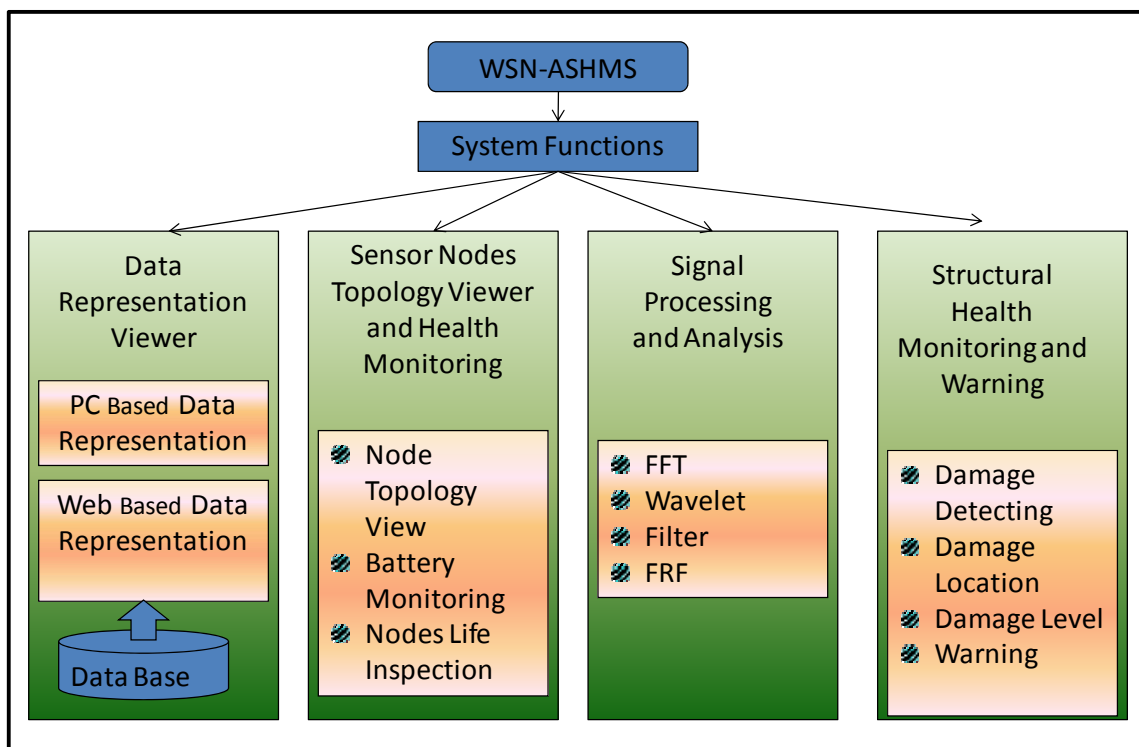 WSN-ASHMS
System Functions
Data
Representation
Viewer
PC Based Data
Representation
Web Based Data
Representation
Data Base
Sensor Nodes
Topology Viewer
and Health
Monitoring
Node
Topology
View
Battery
Monitoring
Nodes Life
Inspection
Signal
Processing
and Analysis
FFT
Wavelet
Filter
FRF
Structural
Health
Monitoring and
Warning
Damage
Detecting
Damage
Location
Damage Level
Warning